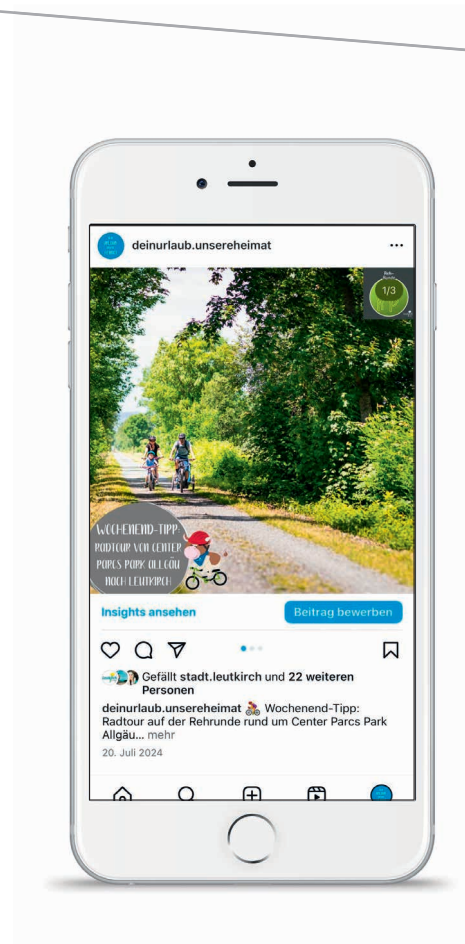 deinurlaub.unsereheimat
1/3
WOCHENEND-TIPP:
RADTOUR VON CENTER
PARCS PARK ALLGÄU
NACH LEUTKIRCH
Insights ansehen
Beitrag bewerben
Gefällt stadt.leutkirch und 22 weiteren
Personen
deinurlaub.unsereheimat 🚴 Wochenend-Tipp:
Radtour auf der Rehrunde rund um Center Parcs Park
Allgäu... mehr
20. Juli 2024